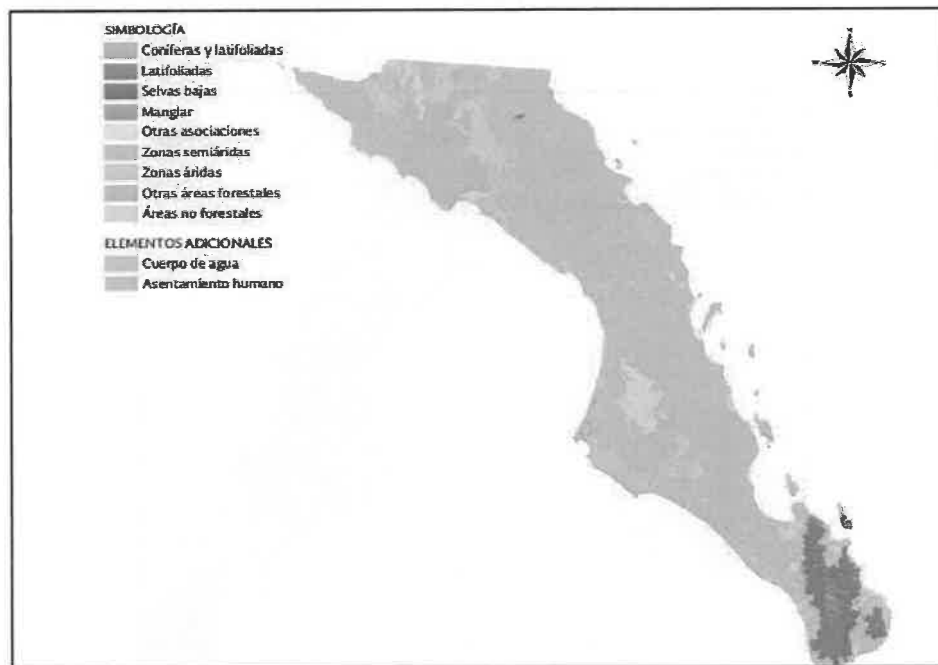 SIMBOLOGÍA
Coníferas y latifoliadas
Latifoliadas
Selvas bajas
Manglar
Otras asociaciones
Zonas semiáridas
Zonas áridas
Otras áreas forestales
Áreas no forestales
ELEMENTOS ADICIONALES
Cuerpo de agua
Asentamiento humano